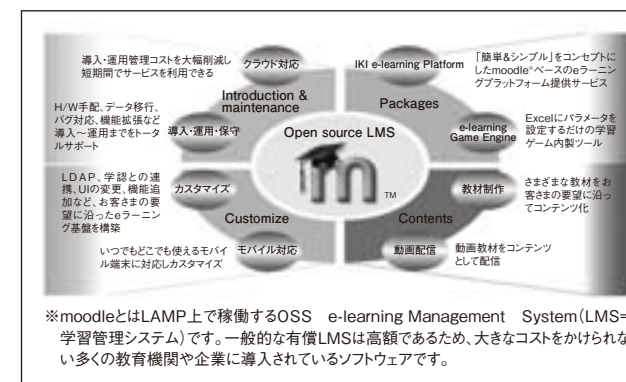 導入・運用管理コストを大幅削減し
短期間でサービスを利用できる
クラウド対応
Introduction &
maintenance
H/W手配、データ移行、
バグ対応、機能拡張など
導入~運用までをトータ
ルサポート
導入・運用・保守
IKI e-learning Platform
「簡単&シンプル」をコンセプトに
したmoodle®ベースのeラーニン
グプラットフォーム提供サービス
Packages
e-learning
Game Engine
Excelにパラメータを
設定するだけの学習
ゲーム内製ツール
Open source LMS
m
TM
LDAP、学認との連
携、UIの変更、機能追
加など、お客さまの要
望に沿ったeラーニン
グ基盤を構築
カスタマイズ
Customize
いつでもどこでも使えるモバイ
ル端末に対応しカスタマイズ
モバイル対応
教材制作
さまざまな教材をお
客さまの要望に沿っ
てコンテンツ化
Contents
動画配信
動画教材をコンテンツ
として配信
※moodleとはLAMP上で稼働するOSS e-learning Management System(LMS=
学習管理システム)です。一般的な有償LMSは高額であるため、大きなコストをかけられな
い多くの教育機関や企業に導入されているソフトウェアです。